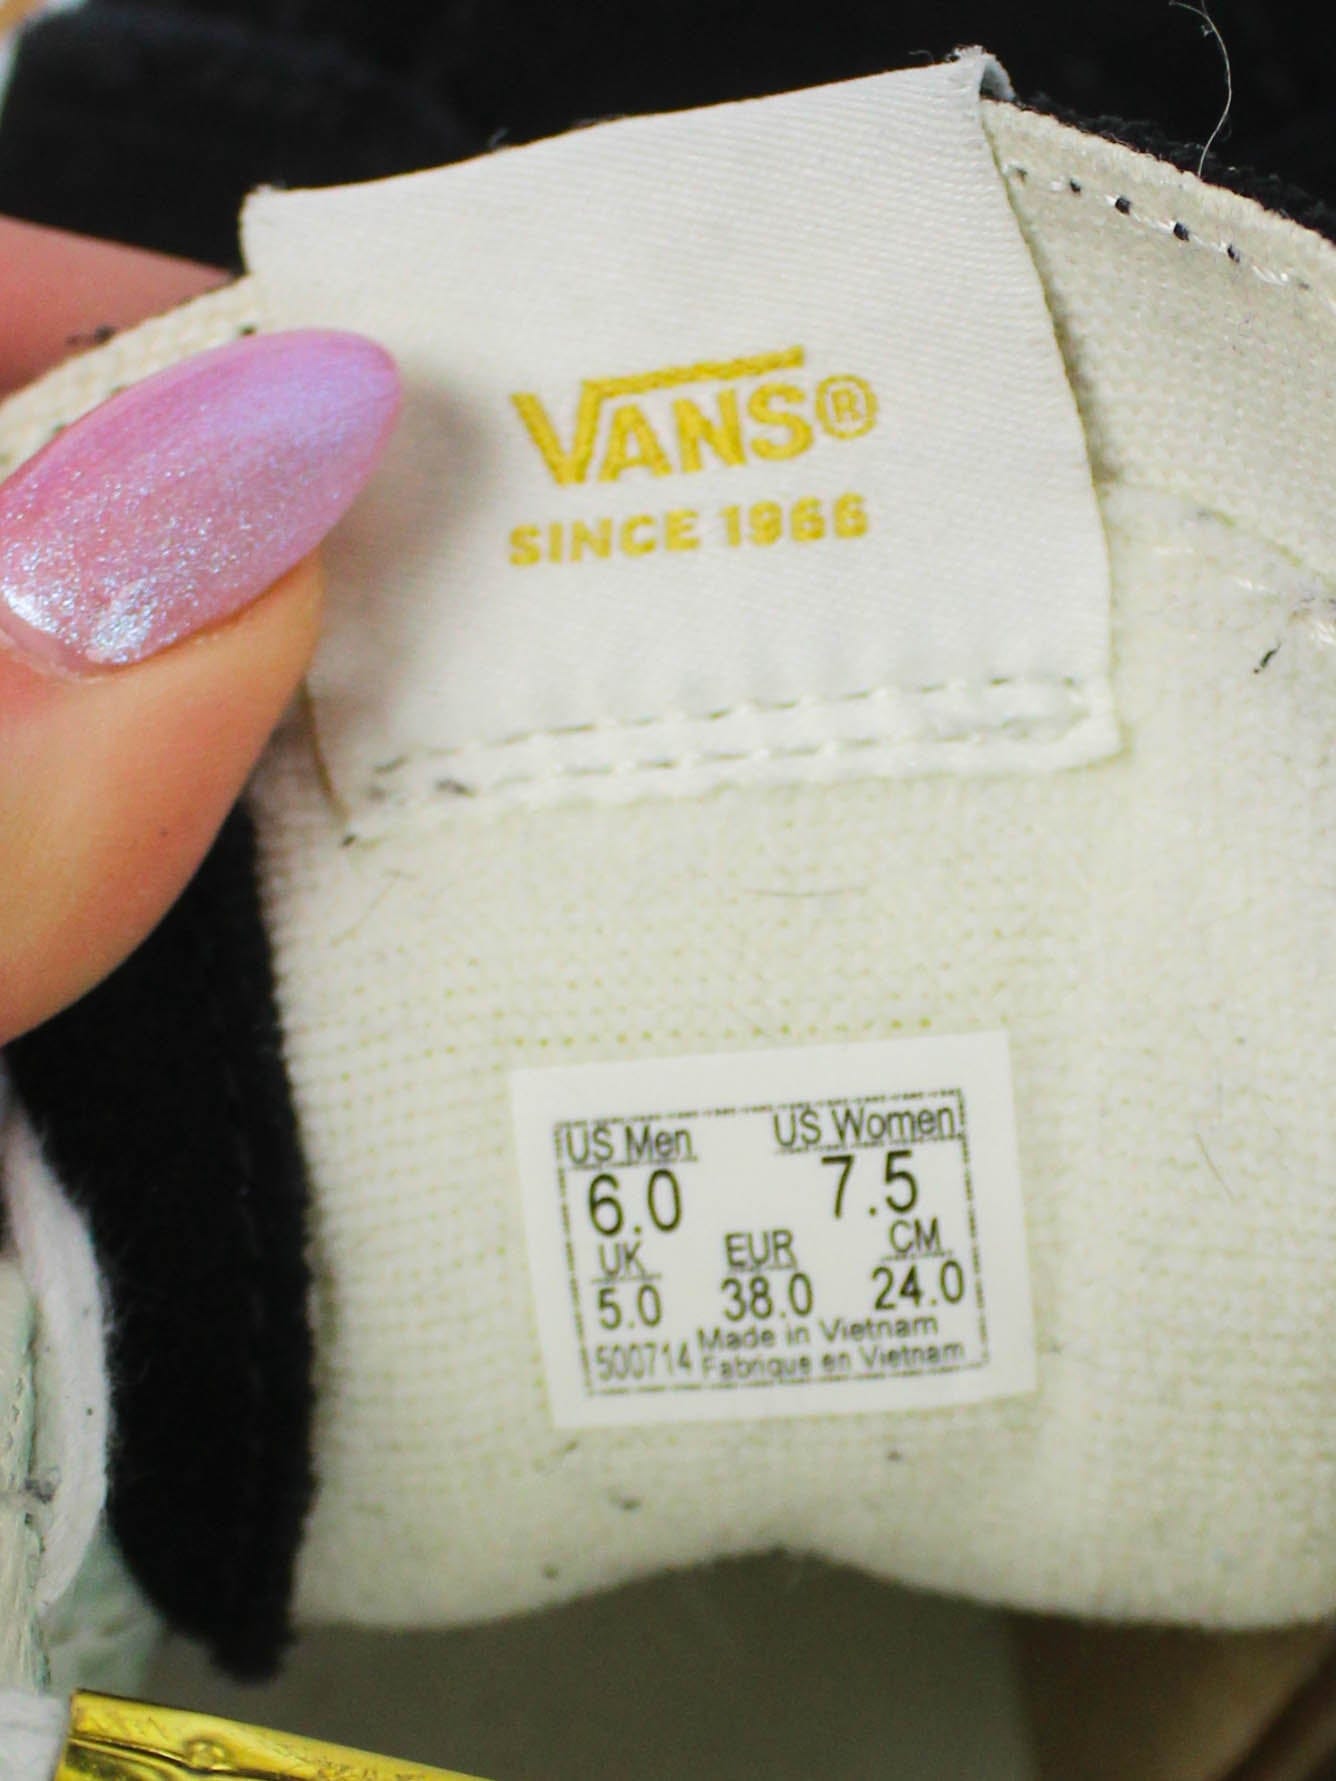 VANS®
SINCE 1966
US Men US Women
6.0 7.5
UK EUR CM
5.0 38.0 24.0
Made in Vietnam
500714 Fabrique en Vietnam